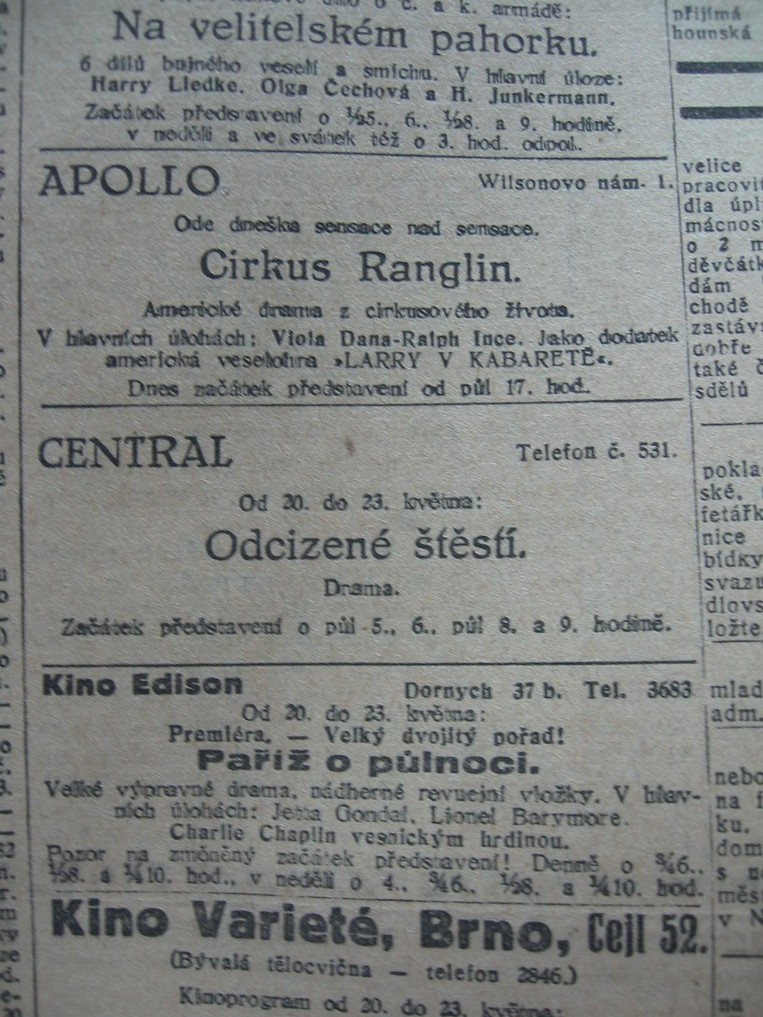 o c. a k. armádě:
Na velitelském pahorku.
6 dílů bujného veselí a smíchu. V hlavní úloze:
Harry Liedke, Olga Čechová a H. Junkermann.
Začátek představení o ½5., 6., ½8. a 9. hodině,
v neděli a ve svátek též o 3. hod. odpol.
APOLLO.
Wilsonovo nám. 1.
Ode dneška sensace nad sensace.
Cirkus Ranglin.
Americké drama z cirkusového života.
V hlavních úlohách: Viola Dana-Ralph Ince. Jako dodatek
americká veselohra »LARRY V KABARETĚ«.
Dnes začátek představení od půl 17. hod.
CENTRAL
Telefon č. 531.
Od 20. do 23. května:
Odcizené štěstí.
Drama.
Začátek představení o půl 5., 6., půl 8. a 9. hodině.
Kino Edison
Dornych 37 b. Tel. 3683
Od 20. do 23. května:
Premiéra. — Velký dvojitý pořad!
Paříž o půlnoci.
Velké výpravné drama, nádherné revuejní vložky. V hlav-
ních úlohách: Jetta Gondal, Lionel Barymore.
Charlie Chaplin vesnickým hrdinou.
Pozor na změněný začátek představení! Denně o ¾6.,
½8. a ¼10. hod., v neděli o 4., ¾6., ½8. a ¼10. hod.
Kino Varieté, Brno, Cejl 52.
(Bývalá tělocvična — telefon 2846.)
Kinoprogram od 20. do 23. května:
přijímá
hounská
velice
pracovit
dla úpl
mácnos
o 2 m
děvčátk
dám
chodě
zastáv
dobře
také č
sdělů
pokla
ské,
fetářk
nice
bídky
svazu
dlovs
ložte
mlad
adm.
nebo
na f
ku.
dom
s ne
měst
v N
na